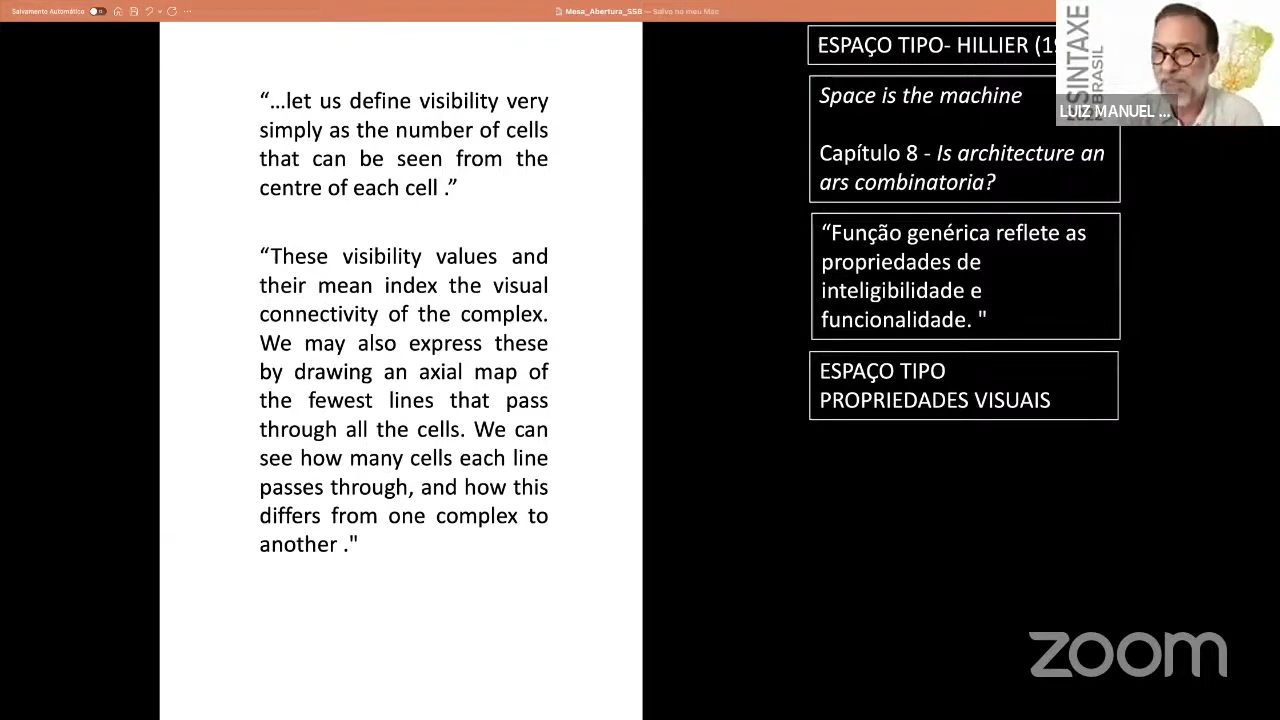 Salvamento Automático
Mesa_Abertura_SSB — Salvo no meu Mac
“...let us define visibility very
simply as the number of cells
that can be seen from the
centre of each cell .”
“These visibility values and
their mean index the visual
connectivity of the complex.
We may also express these
by drawing an axial map of
the fewest lines that pass
through all the cells. We can
see how many cells each line
passes through, and how this
differs from one complex to
another ."
ESPAÇO TIPO- HILLIER (19
Space is the machine
Capítulo 8 - Is architecture an
ars combinatoria?
“Função genérica reflete as
propriedades de
inteligibilidade e
funcionalidade. "
ESPAÇO TIPO
PROPRIEDADES VISUAIS
SINTAXE
BRASIL
LUIZ MANUEL ...
zoom